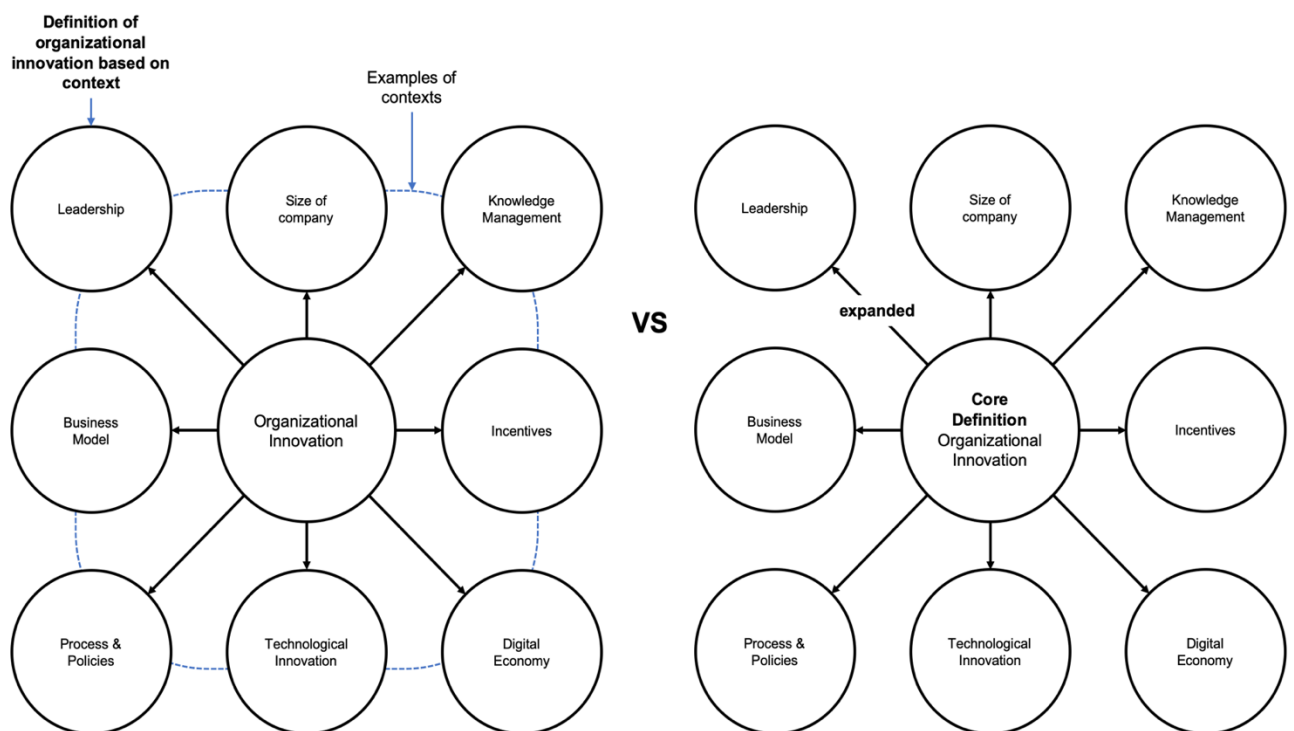 Definition of
organizational
innovation based on
context
Examples of
contexts
Leadership
Size of
company
Knowledge
Management
Business
Model
Organizational
Innovation
Incentives
Process &
Policies
Technological
Innovation
Digital
Economy
VS
Leadership
Size of
company
Knowledge
Management
expanded
Business
Model
Core
Definition
Organizational
Innovation
Incentives
Process &
Policies
Technological
Innovation
Digital
Economy